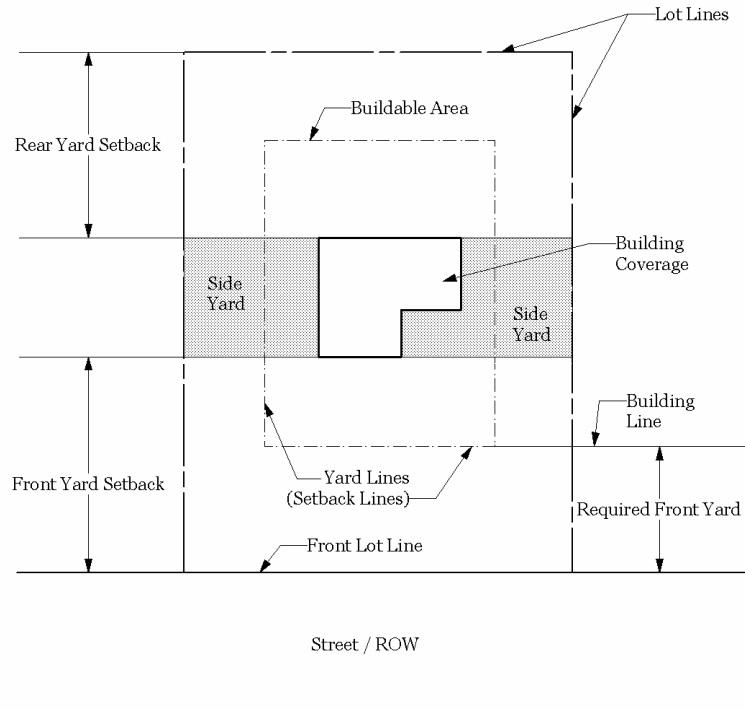 Lot Lines
Buildable Area
Rear Yard Setback
Building
Coverage
Side
Yard
Side
Yard
Building
Line
Yard Lines
(Setback Lines)
Front Yard Setback
Required Front Yard
Front Lot Line
Street / ROW